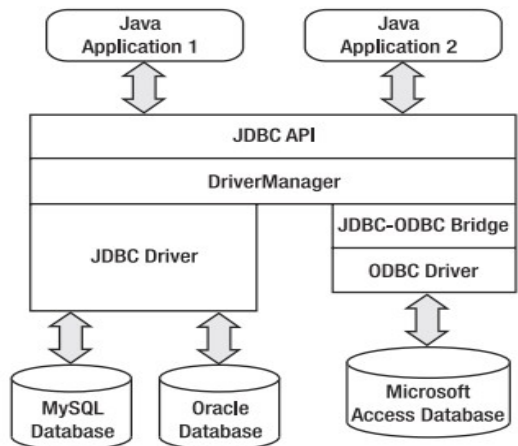 Java
Application 1
Java
Application 2
JDBC API
DriverManager
JDBC Driver
JDBC-ODBC Bridge
ODBC Driver
MySQL
Database
Oracle
Database
Microsoft
Access Database